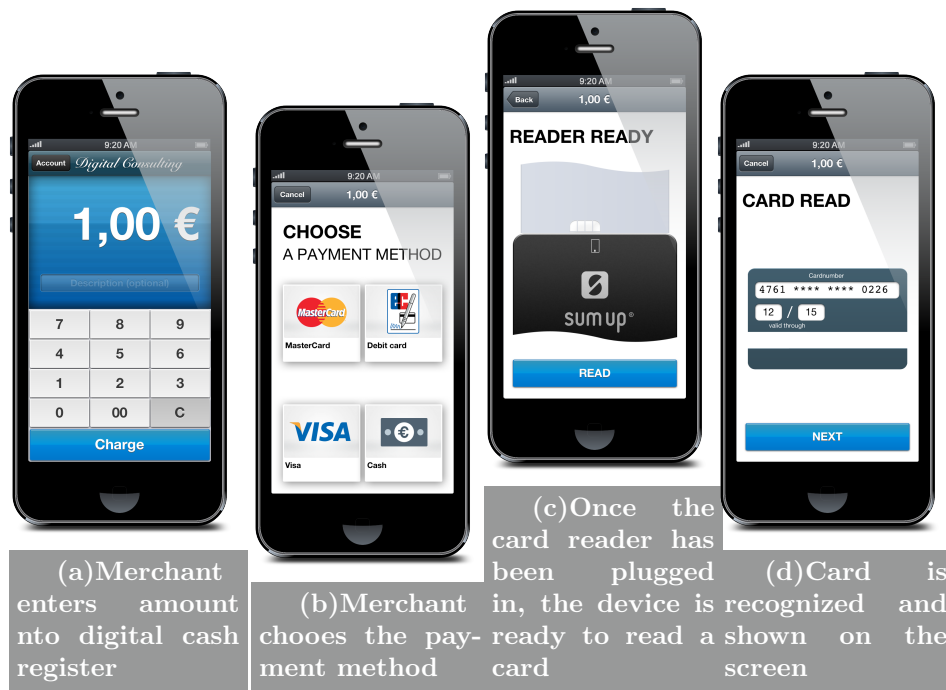 9:20 AM
Account Digital Consulting
1,00 €
Description (optional)
7 8 9
4 5 6
1 2 3
0 00 C
Charge
(a)Merchant
enters amount
nto digital cash
register
9:20 AM
Cancel 1,00 €
CHOOSE
A PAYMENT METHOD
MasterCard
MasterCard
Debit card
VISA
€
Visa
Cash
(b)Merchant
chooes the pay-
ment method
9:20 AM
Back 1,00 €
READER READY
sumup®
READ
(c)Once the
card reader has
been plugged
in, the device is
ready to read a
card
9:20 AM
Cancel 1,00 €
CARD READ
Cardnumber
4761 **** **** 0226
12 / 15
valid through
NEXT
(d)Card is
recognized and
shown on the
screen